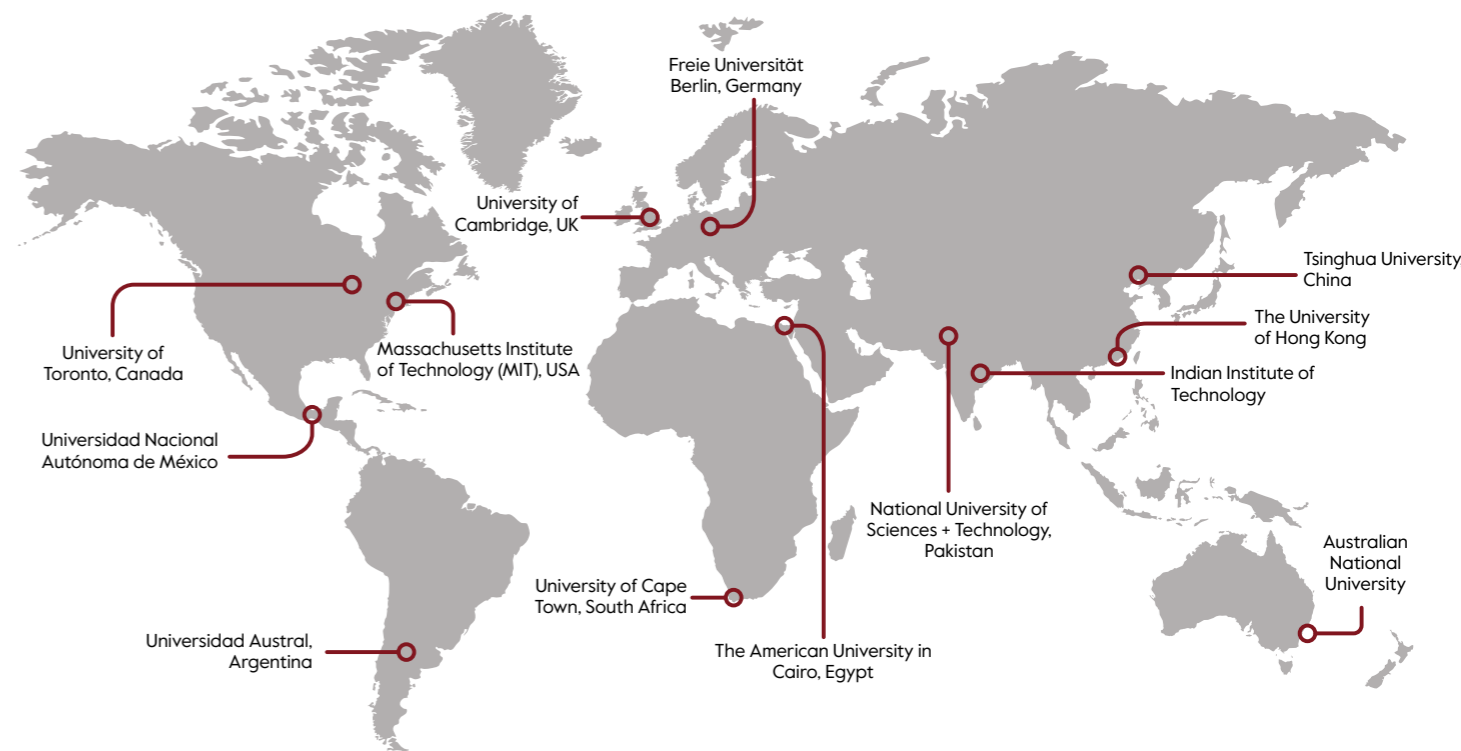 Freie Universität
Berlin, Germany
University of
Cambridge, UK
Tsinghua University
China
The University
of Hong Kong
University of
Toronto, Canada
Massachusetts Institute
of Technology (MIT), USA
Indian Institute of
Technology
Universidad Nacional
Autónoma de México
National University of
Sciences + Technology,
Pakistan
Australian
National
University
University of Cape
Town, South Africa
Universidad Austral,
Argentina
The American University in
Cairo, Egypt